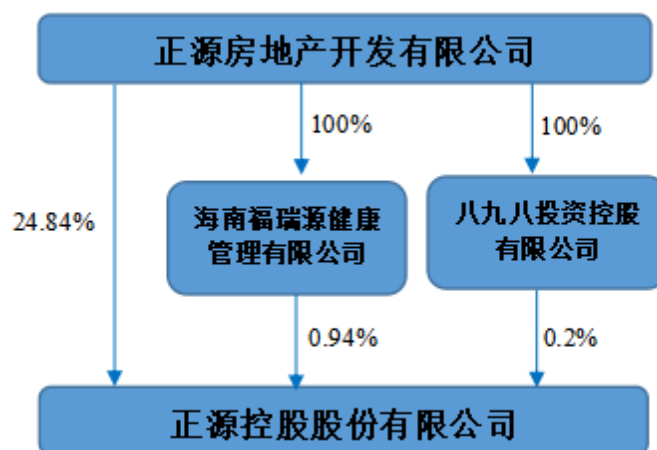 正源房地产开发有限公司
100%
100%
24.84%
海南福瑞源健康
管理有限公司
八九八投资控股
有限公司
0.94%
0.2%
正源控股股份有限公司